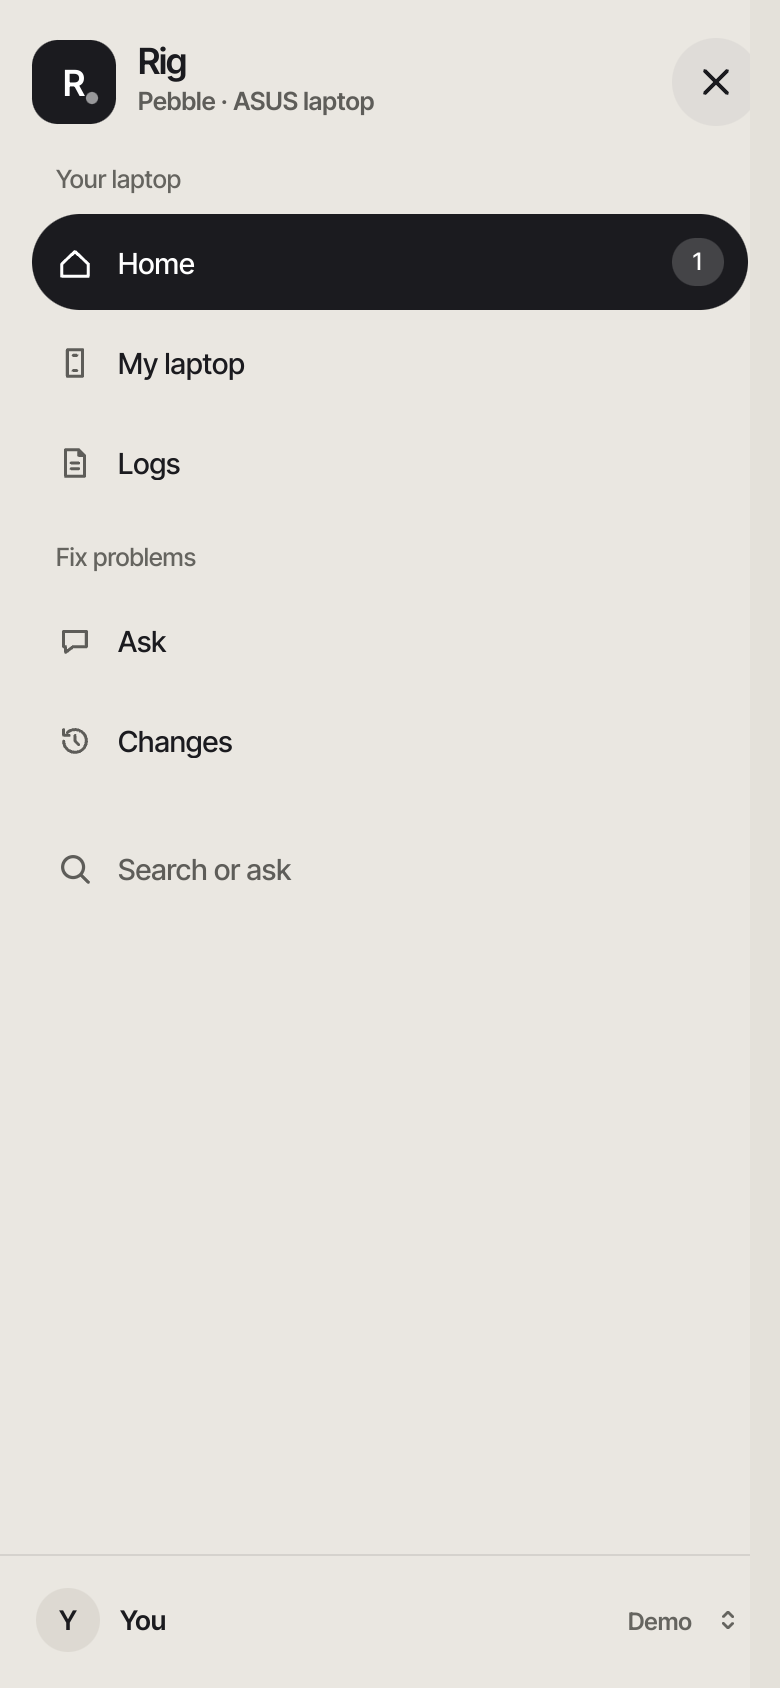 R
Rig
Pebble · ASUS laptop
Your laptop
Home 1
My laptop
Logs
Fix problems
Ask
Changes
Search or ask
Y You Demo